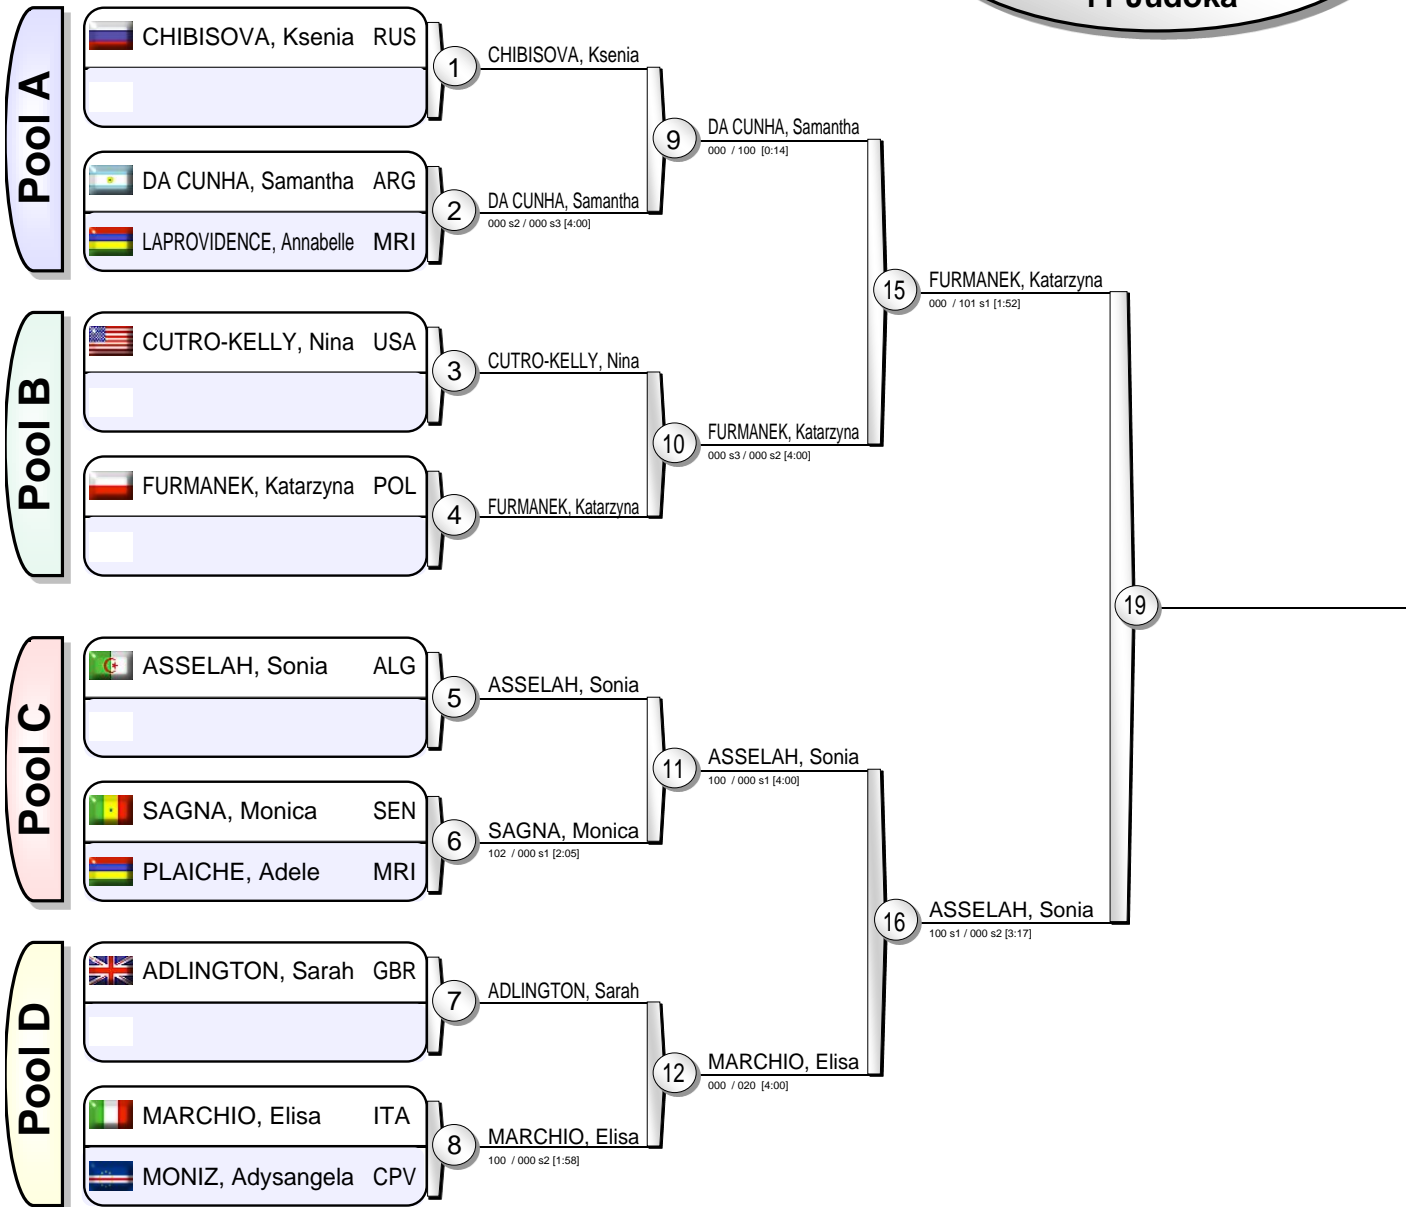 11 Judoka
Pool A
CHIBISOVA, Ksenia RUS
1
CHIBISOVA, Ksenia
DA CUNHA, Samantha ARG
LAPROVIDENCE, Annabelle MRI
2
DA CUNHA, Samantha
000 s2 / 000 s3 [4:00]
9
DA CUNHA, Samantha
000 / 100 [0:14]
Pool B
CUTRO-KELLY, Nina USA
3
CUTRO-KELLY, Nina
FURMANEK, Katarzyna POL
4
FURMANEK, Katarzyna
10
FURMANEK, Katarzyna
000 s3 / 000 s2 [4:00]
15
FURMANEK, Katarzyna
000 / 101 s1 [1:52]
Pool C
ASSELAH, Sonia ALG
5
ASSELAH, Sonia
SAGNA, Monica SEN
PLAICHE, Adele MRI
6
SAGNA, Monica
102 / 000 s1 [2:05]
11
ASSELAH, Sonia
100 / 000 s1 [4:00]
Pool D
ADLINGTON, Sarah GBR
7
ADLINGTON, Sarah
MARCHIO, Elisa ITA
MONIZ, Adysangela CPV
8
MARCHIO, Elisa
100 / 000 s2 [1:58]
12
MARCHIO, Elisa
000 / 020 [4:00]
16
ASSELAH, Sonia
100 s1 / 000 s2 [3:17]
19